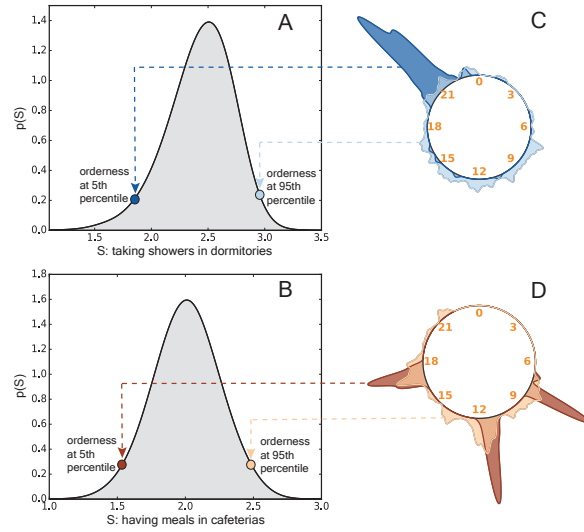 A
1.4
1.2
1.0
0.8
0.6
0.4
0.2
0.0
p(S)
orderness
at 5th
percentile
orderness
at 95th
percentile
1.5
2.0
2.5
3.0
3.5
S: taking showers in dormitories
C
0
3
6
9
12
15
18
21
B
1.8
1.6
1.4
1.2
1.0
0.8
0.6
0.4
0.2
0.0
p(S)
orderness
at 5th
percentile
orderness
at 95th
percentile
1.0
1.5
2.0
2.5
3.0
S: having meals in cafeterias
D
0
3
6
9
12
15
18
21